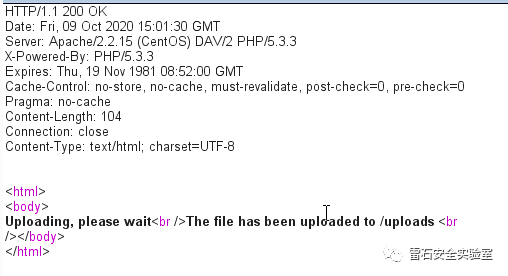 HTTP/1.1 200 OK
Date: Fri, 09 Oct 2020 15:01:30 GMT
Server: Apache/2.2.15 (CentOS) DAV/2 PHP/5.3.3
X-Powered-By: PHP/5.3.3
Expires: Thu, 19 Nov 1981 08:52:00 GMT
Cache-Control: no-store, no-cache, must-revalidate, post-check=0, pre-check=0
Pragma: no-cache
Content-Length: 104
Connection: close
Content-Type: text/html; charset=UTF-8
<html>
<body>
Uploading, please wait<br />The file has been uploaded to /uploads <br
/></body>
</html>
雷石安全实验室